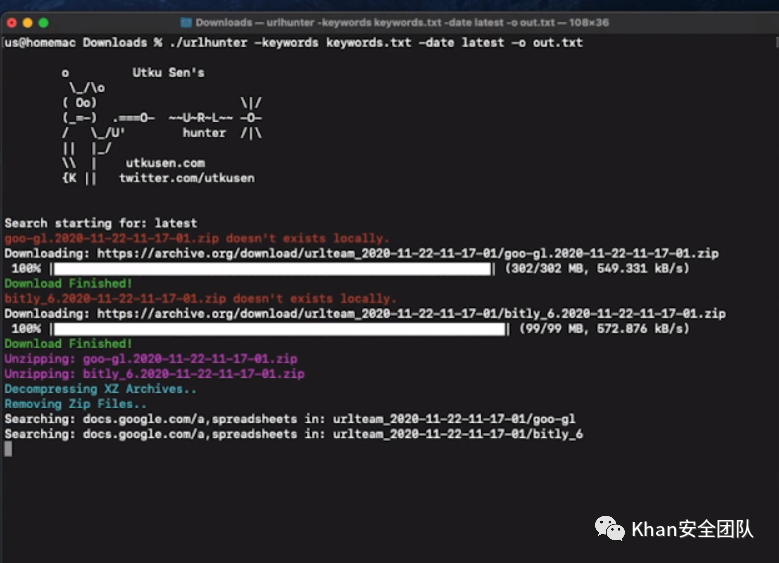 Downloads — urlhunter -keywords keywords.txt -date latest -o out.txt — 108×36
[us@homemac Downloads % ./urlhunter -keywords keywords.txt -date latest -o out.txt ]
o Utku Sen's
\_/\o
( Oo) \|/
(_=-) .===O- ~~U~R~L~~ -O-
/ \_/U' hunter /|\
|| |_/
\\ | utkusen.com
{K || twitter.com/utkusen
Search starting for: latest
goo-gl.2020-11-22-11-17-01.zip doesn't exists locally.
Downloading: https://archive.org/download/urlteam_2020-11-22-11-17-01/goo-gl.2020-11-22-11-17-01.zip
100% | | (302/302 MB, 549.331 kB/s)
Download Finished!
bitly_6.2020-11-22-11-17-01.zip doesn't exists locally.
Downloading: https://archive.org/download/urlteam_2020-11-22-11-17-01/bitly_6.2020-11-22-11-17-01.zip
100% | | (99/99 MB, 572.876 kB/s)
Download Finished!
Unzipping: goo-gl.2020-11-22-11-17-01.zip
Unzipping: bitly_6.2020-11-22-11-17-01.zip
Decompressing XZ Archives..
Removing Zip Files..
Searching: docs.google.com/a,spreadsheets in: urlteam_2020-11-22-11-17-01/goo-gl
Searching: docs.google.com/a,spreadsheets in: urlteam_2020-11-22-11-17-01/bitly_6
Khan安全团队